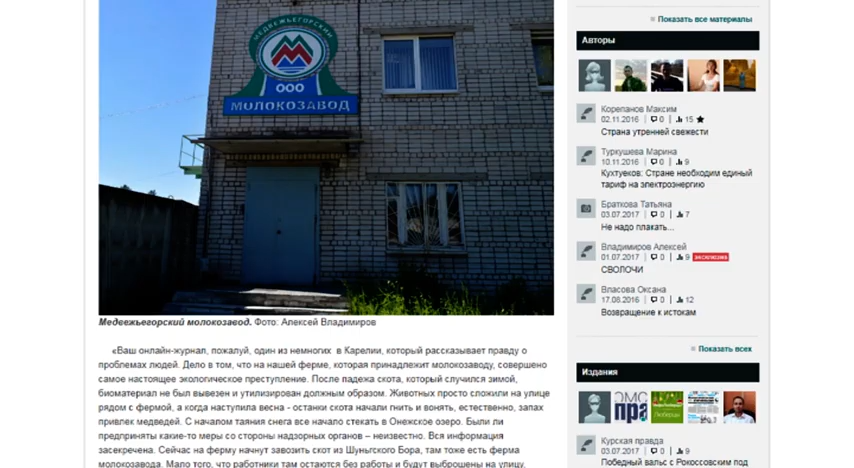 Показать все материалы
Авторы
МЕДВЕЖЬЕГОРСКИЙ
ООО
МОЛОКОЗАВОД
Корепанов Максим
02.11.2016 | 0 | 15
Страна утренней свежести
Туркушева Марина
10.11.2016 | 0 | 9
Кухтуеков: Стране необходим единый
тариф на электроэнергию
Браткова Татьяна
03.07.2017 | 0 | 7
Не надо плакать...
Владимиров Алексей
01.07.2017 | 0 | 9 эксклюзив
СВОЛОЧИ
Власова Оксана
17.08.2016 | 0 | 12
Возвращение к истокам
Показать всех
Издания
Курская правда
03.07.2017 | 0 | 9
Победный вальс с Рокоссовским под
Медвежьегорский молокозавод. Фото: Алексей Владимиров
«Ваш онлайн-журнал, пожалуй, один из немногих в Карелии, который рассказывает правду о
проблемах людей. Дело в том, что на нашей ферме, которая принадлежит молокозаводу, совершено
самое настоящее экологическое преступление. После падежа скота, который случился зимой,
биоматериал не был вывезен и утилизирован должным образом. Животных просто сложили на улице
рядом с фермой, а когда наступила весна - останки скота начали гнить и вонять, естественно, запах
привлек медведей. С началом таяния снега все начало стекать в Онежское озеро. Были ли
предприняты какие-то меры со стороны надзорных органов – неизвестно. Вся информация
засекречена. Сейчас на ферму начнут завозить скот из Шуньгского Бора, там тоже есть ферма
молокозавода. Мало того, что работники там остаются без работы и будут выброшены на улицу,